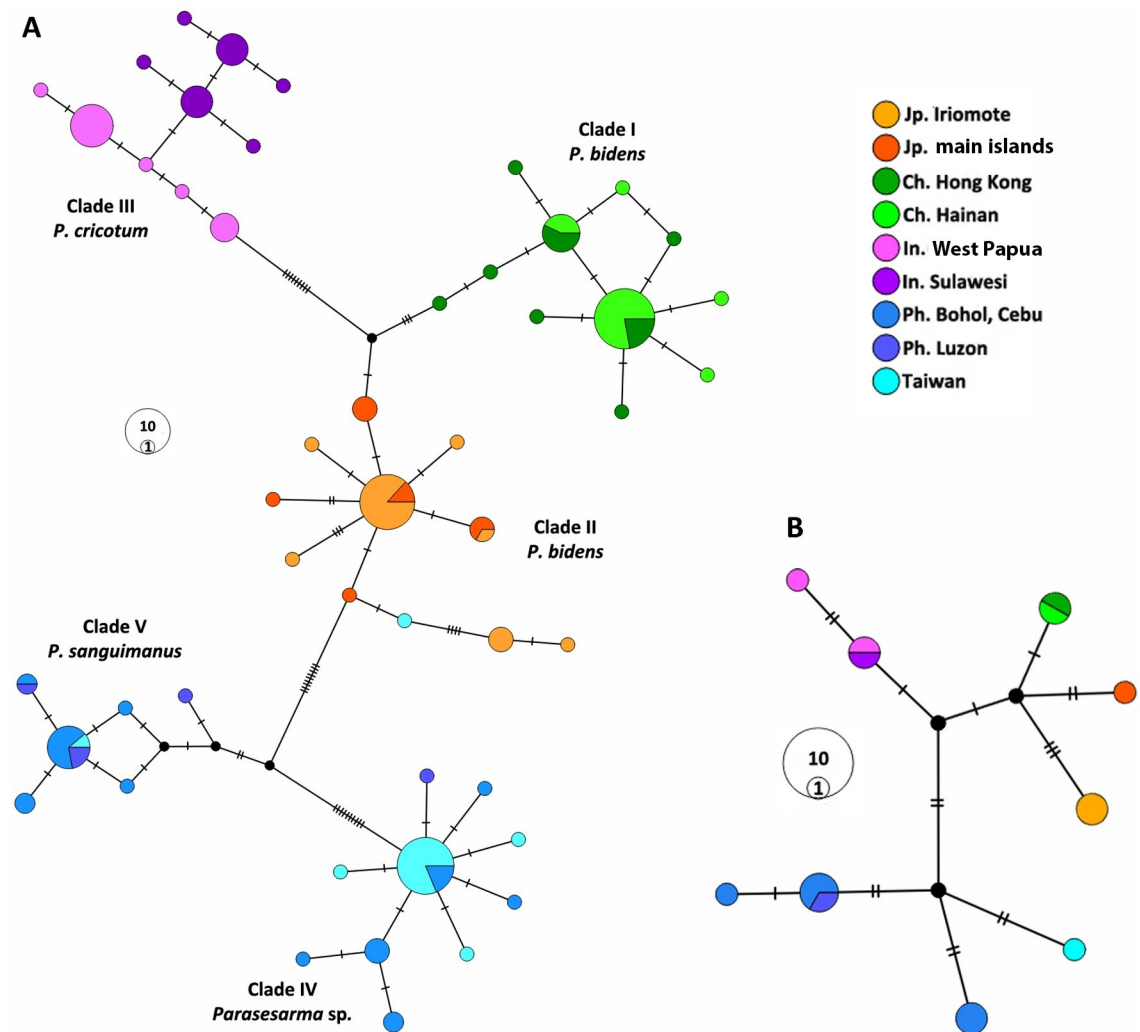 A
Clade I
P. bidens
Clade III
P. cricotum
Jp. Iriomote
Jp. main islands
Ch. Hong Kong
Ch. Hainan
In. West Papua
In. Sulawesi
Ph. Bohol, Cebu
Ph. Luzon
Taiwan
10
1
Clade II
P. bidens
Clade V
P. sanguimanus
Clade IV
Parasesarma sp.
B
10
1